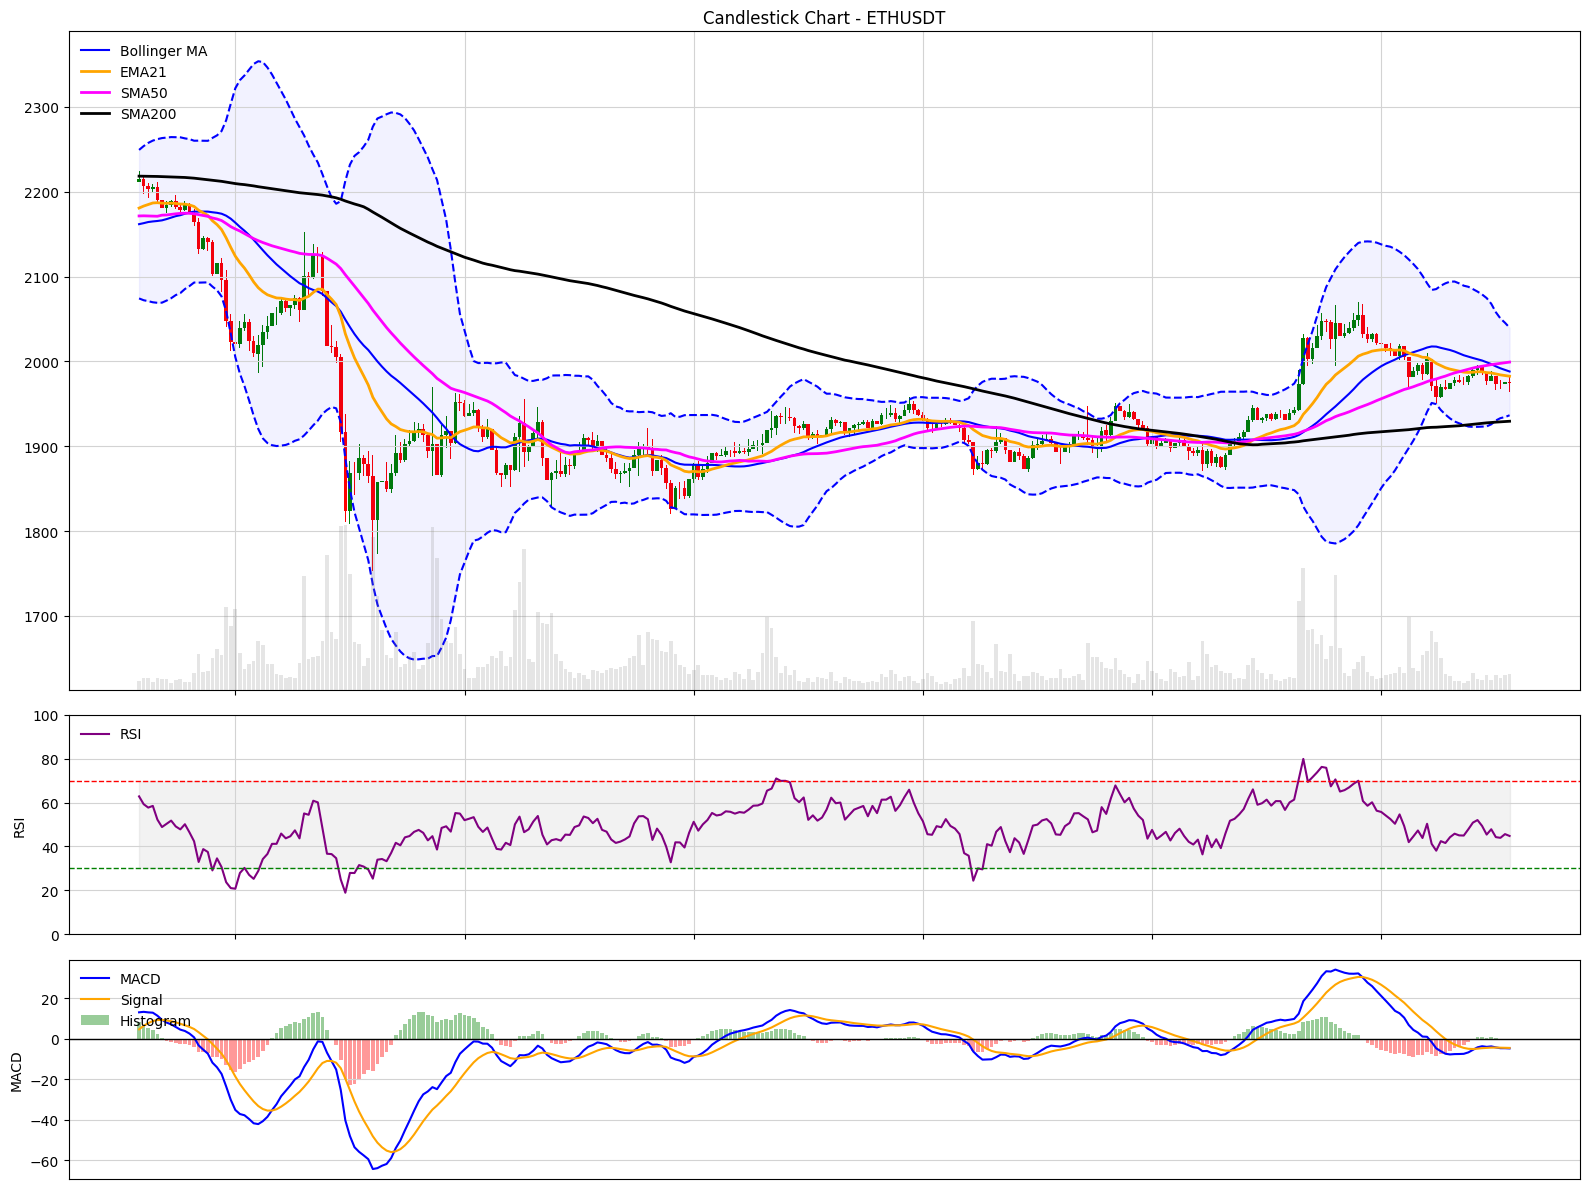 Candlestick Chart - ETHUSDT
Bollinger MA
EMA21
SMA50
SMA200
2300
2200
2100
2000
1900
1800
1700
RSI
100
80
60
40
20
0
RSI
MACD
Signal
Histogram
20
0
−20
−40
−60
MACD